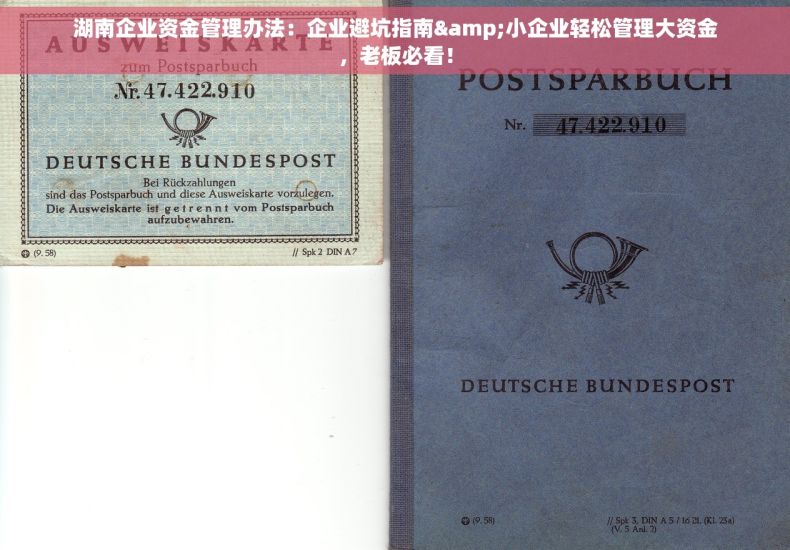 湖南企业资金管理办法：企业避坑指南&amp;小企业轻松管理大资金
，老板必看！
AUSWEISKARTE
zum Postsparbuch
Nr. 47.422.910
DEUTSCHE BUNDESPOST
Bei Rückzahlungen
sind das Postsparbuch und diese Ausweiskarte vorzulegen.
Die Ausweiskarte ist getrennt vom Postsparbuch
aufzubewahren.
(9. 58)
// Spk 2 DIN A 7
POSTSPARBUCH
Nr. 47.422.910
DEUTSCHE BUNDESPOST
(9. 58)
// Spk 3, DIN A 5 / 16 Bl. (Kl. 23a)
(V. 5 Anl. 2)